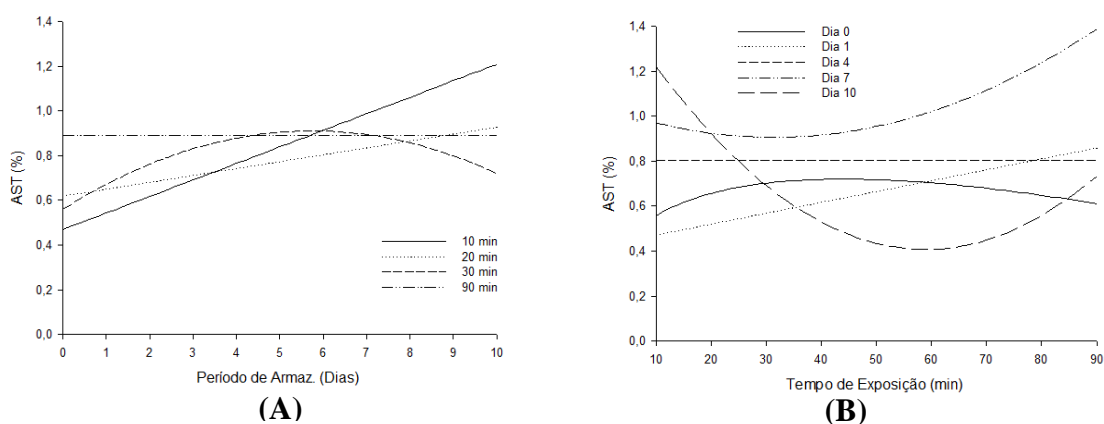 1,4
1,2
1,0
0,8
0,6
0,4
0,2
0,0
AST (%)
10 min
20 min
30 min
90 min
0 1 2 3 4 5 6 7 8 9 10
Período de Armaz. (Dias)
(A)
Dia 0
Dia 1
Dia 4
Dia 7
Dia 10
1,4
1,2
1,0
0,8
0,6
0,4
0,2
0,0
AST (%)
10 20 30 40 50 60 70 80 90
Tempo de Exposição (min)
(B)